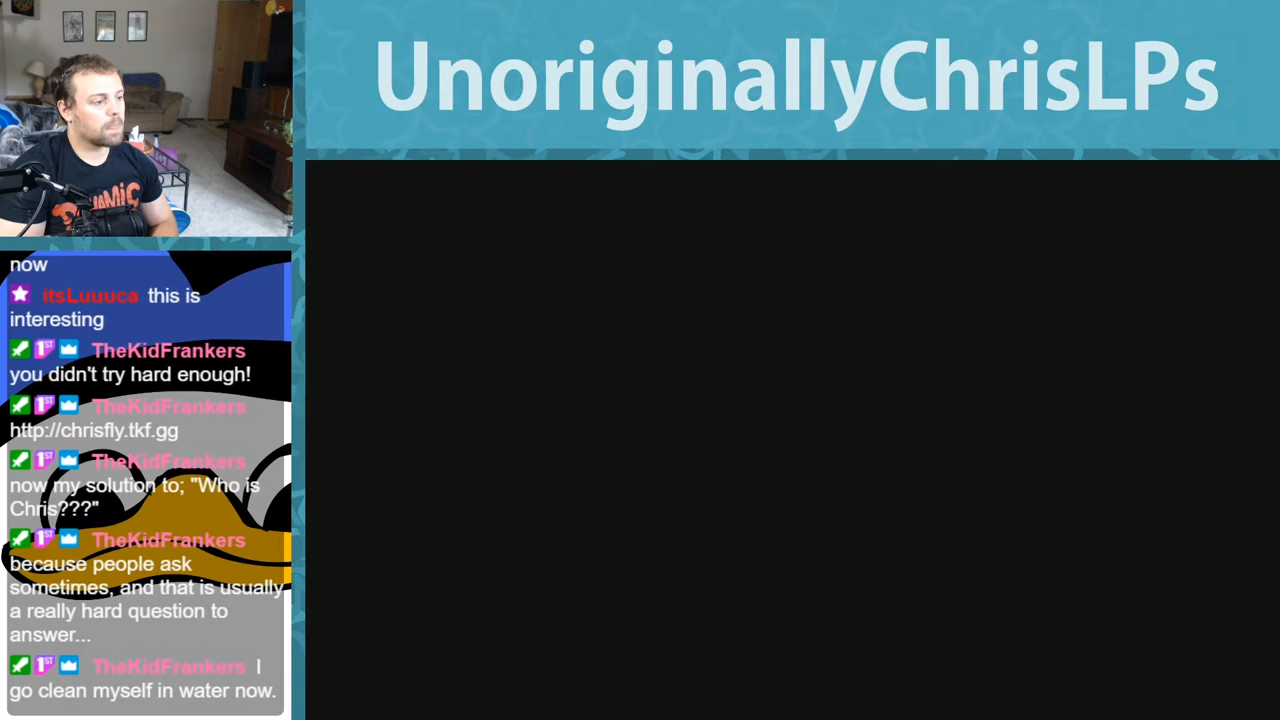 UnoriginallyChrisLPs
now
itsLuuuca this is
interesting
TheKidFrankers
you didn't try hard enough!
TheKidFrankers
http://chrisfly.tkf.gg
TheKidFrankers
now my solution to; "Who is
Chris???"
TheKidFrankers
because people ask
sometimes, and that is usually
a really hard question to
answer...
TheKidFrankers I
go clean myself in water now.